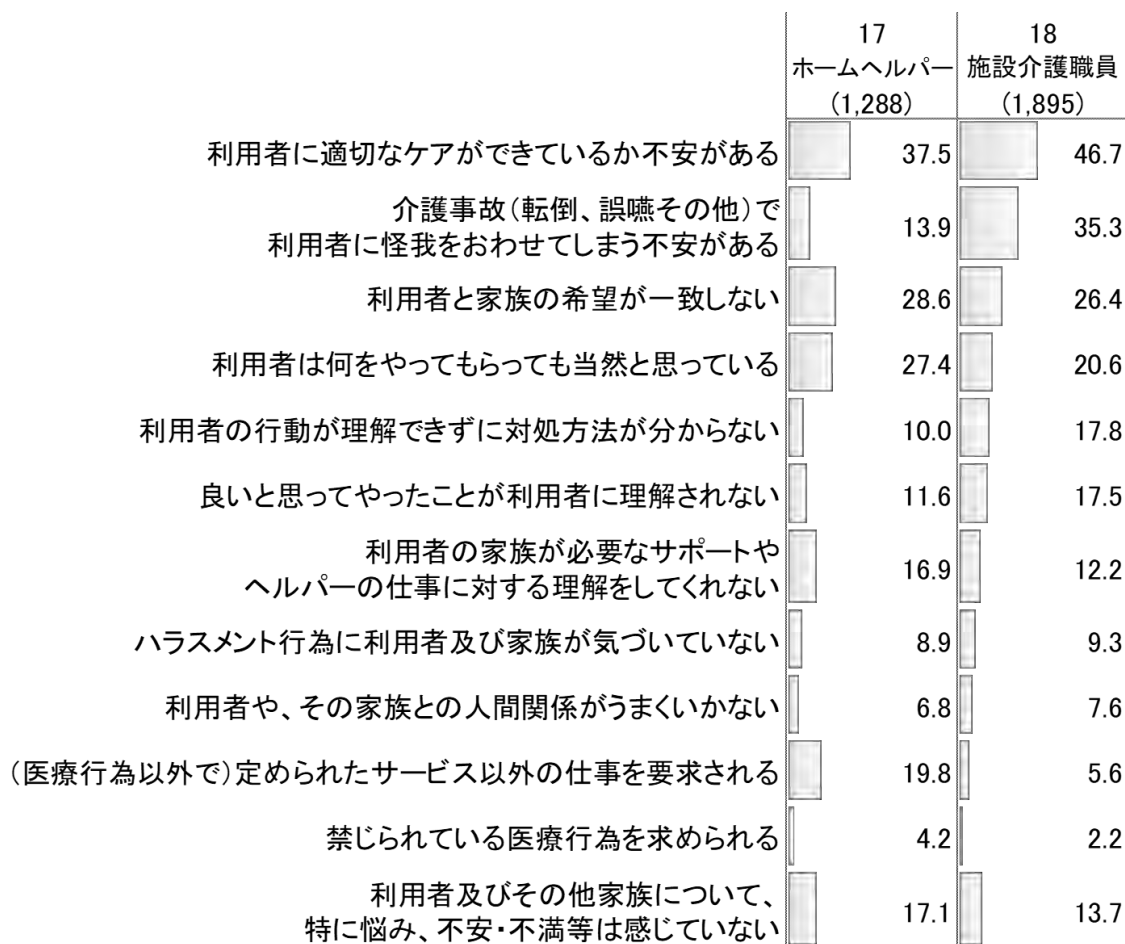 17 18
ホームヘルパー 施設介護職員
(1,288) (1,895)
利用者に適切なケアができているか不安がある 37.5 46.7
介護事故(転倒、誤嚥その他)で
利用者に怪我をおわせてしまう不安がある 13.9 35.3
利用者と家族の希望が一致しない 28.6 26.4
利用者は何をやってもらっても当然と思っている 27.4 20.6
利用者の行動が理解できずに対処方法が分からない 10.0 17.8
良いと思ってやったことが利用者に理解されない 11.6 17.5
利用者の家族が必要なサポートや
ヘルパーの仕事に対する理解をしてくれない 16.9 12.2
ハラスメント行為に利用者及び家族が気づいていない 8.9 9.3
利用者や、その家族との人間関係がうまくいかない 6.8 7.6
(医療行為以外で)定められたサービス以外の仕事を要求される 19.8 5.6
禁じられている医療行為を求められる 4.2 2.2
利用者及びその他家族について、
特に悩み、不安・不満等は感じていない 17.1 13.7